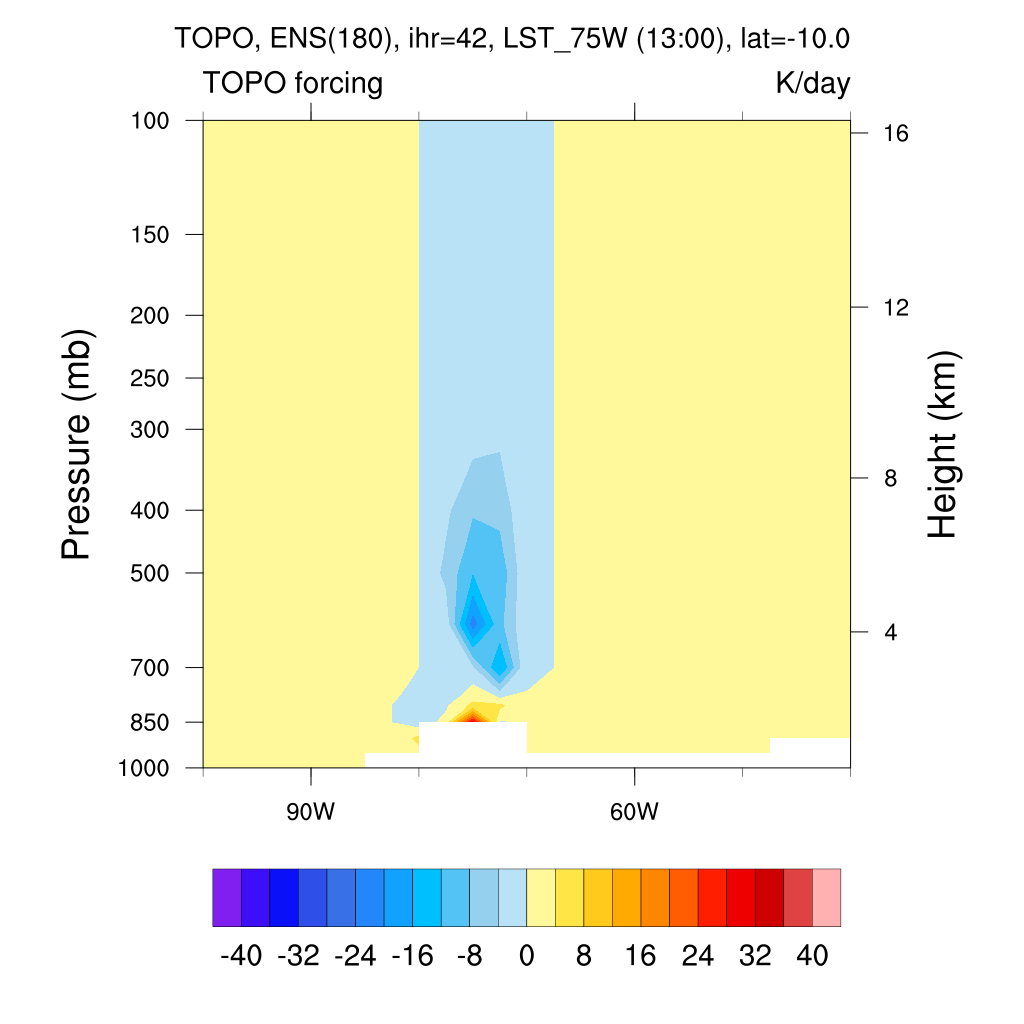 TOPO, ENS(180), ihr=42, LST_75W (13:00), lat=-10.0
TOPO forcing K/day
100
150
200
250
300
400
500
700
850
1000
Pressure (mb)
16
12
8
4
Height (km)
90W 60W
-40 -32 -24 -16 -8 0 8 16 24 32 40